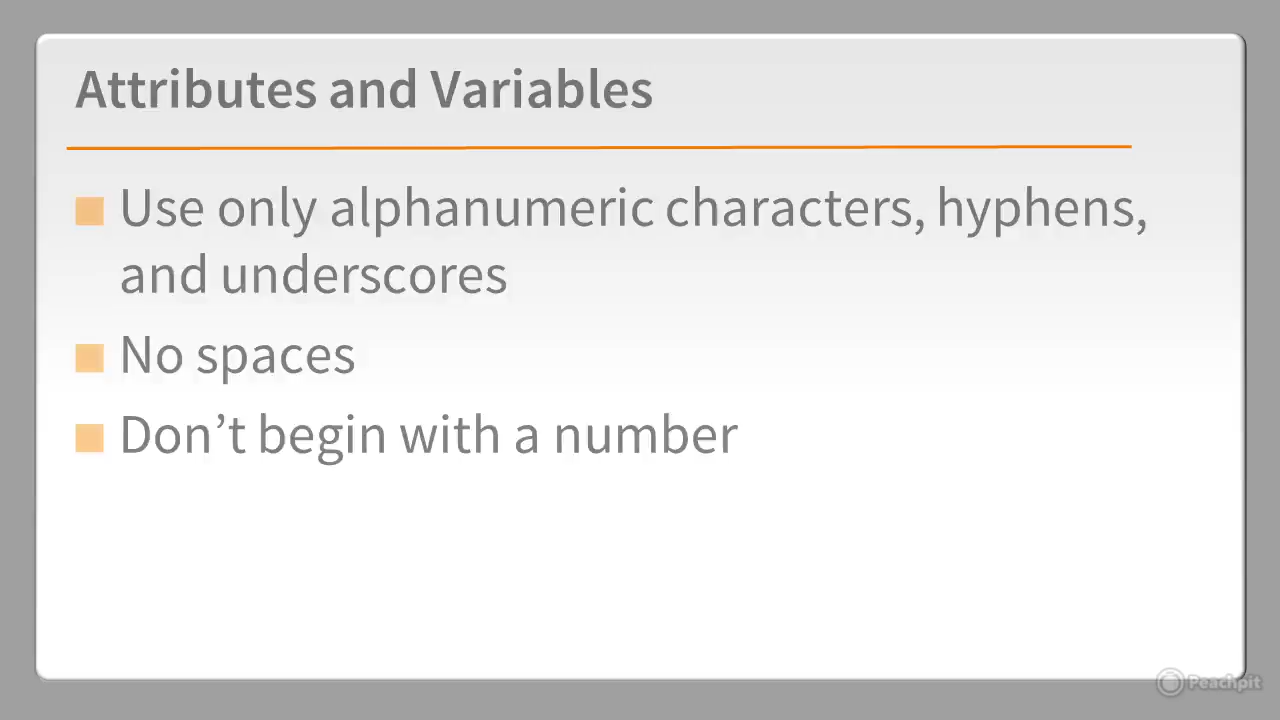 Attributes and Variables
Use only alphanumeric characters, hyphens,
and underscores
No spaces
Don’t begin with a number
Peachpit